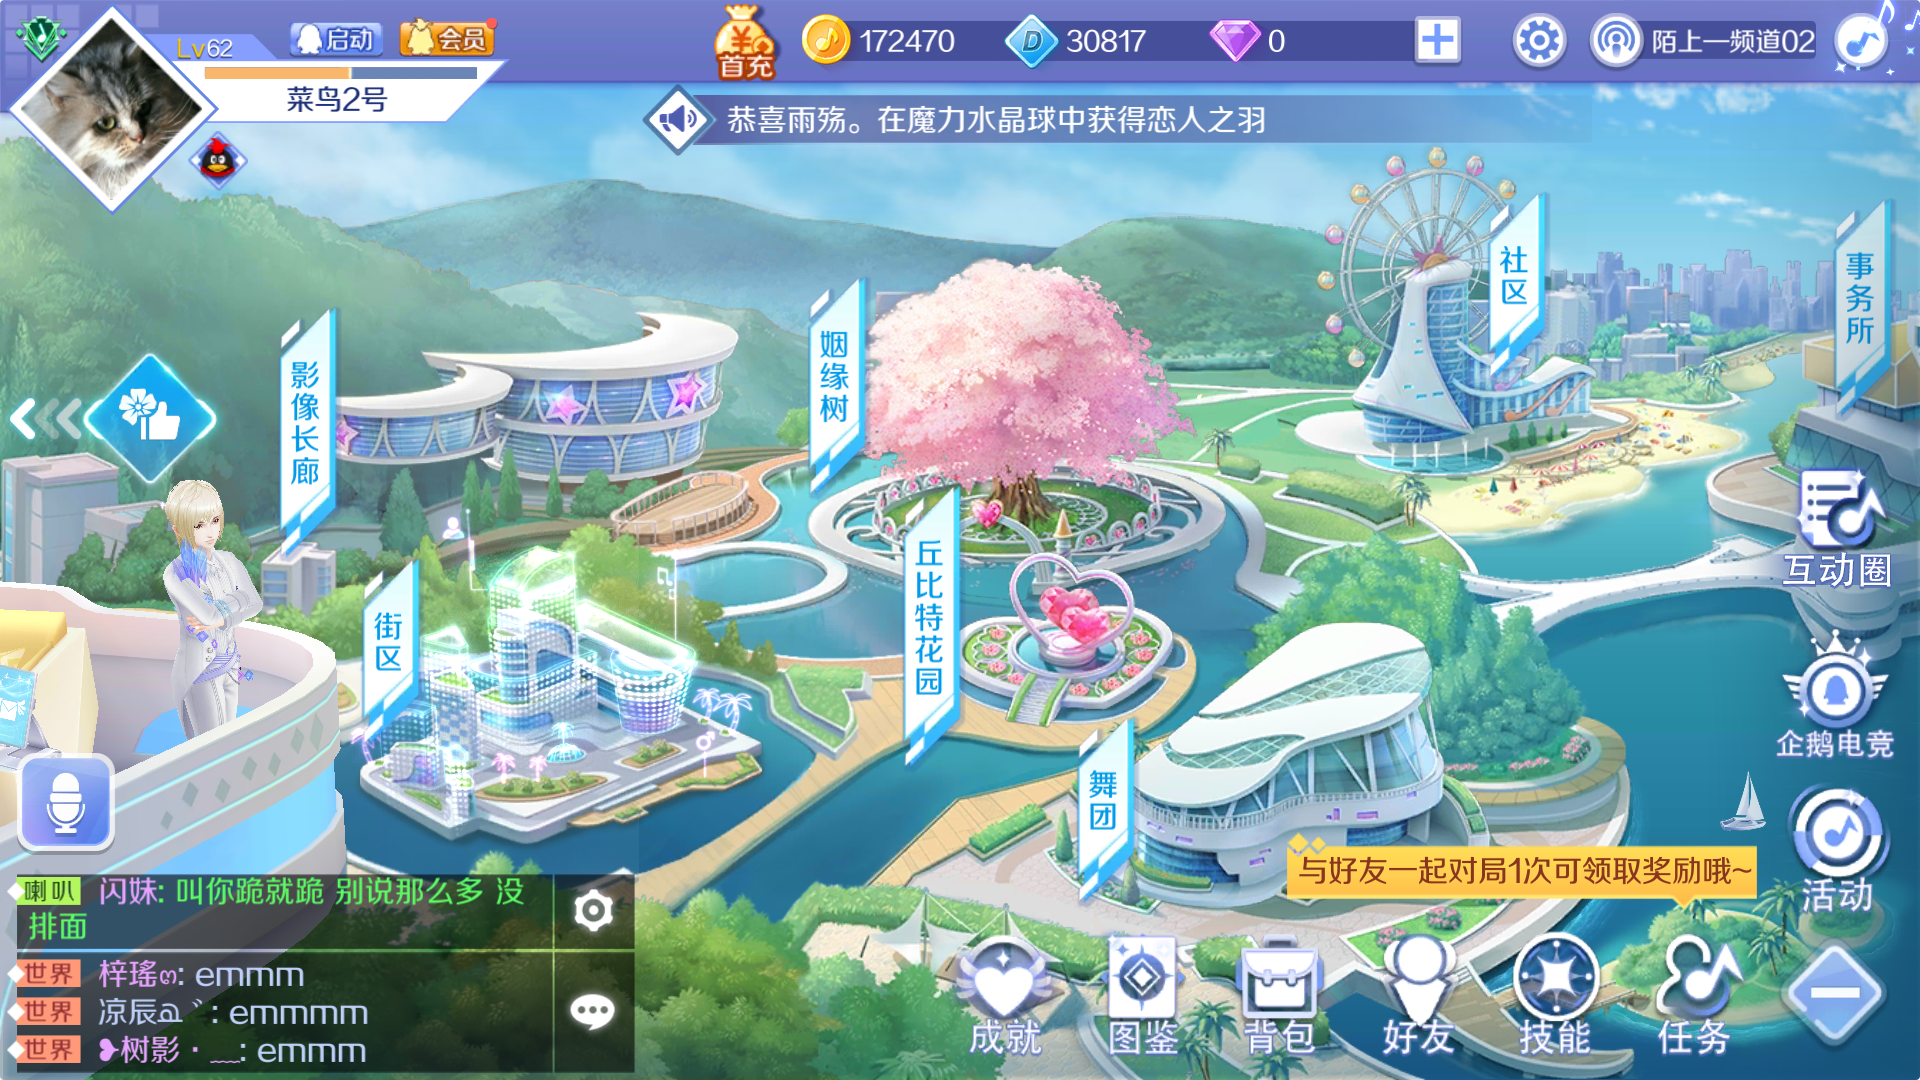 Lv62
启动
会员
首充
172470
30817
0
陌上一频道02
菜鸟2号
恭喜雨殇。在魔力水晶球中获得恋人之羽
社区
事务所
姻缘树
影像长廊
丘比特花园
街区
舞团
互动圈
企鹅电竞
与好友一起对局1次可领取奖励哦~
活动
喇叭 闪妹: 叫你跪就跪 别说那么多 没
排面
世界 梓瑤ო: emmm
世界 凉辰 : emmmm
世界 ❥树影·﹏: emmm
成就
图鉴
背包
好友
技能
任务